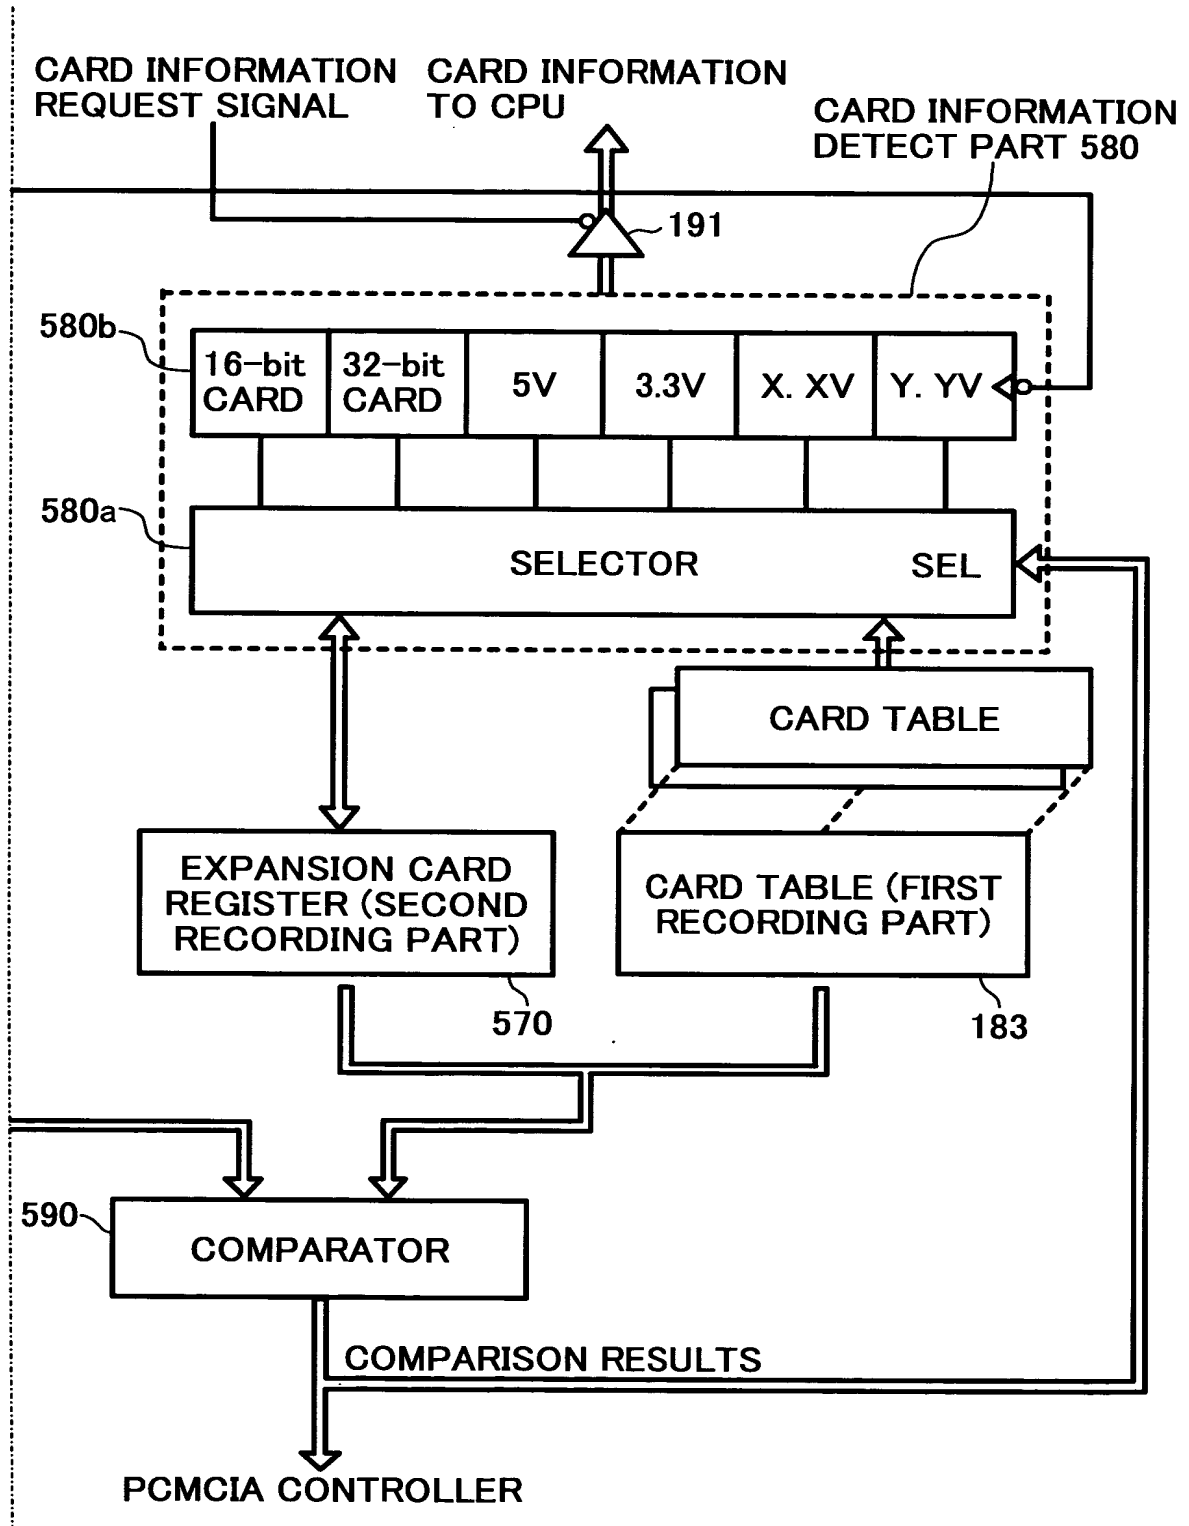 CARD INFORMATION
REQUEST SIGNAL
CARD INFORMATION
TO CPU
CARD INFORMATION
DETECT PART 580
191
580b
16-bit
CARD
32-bit
CARD
5V
3.3V
X. XV
Y. YV
580a
SELECTOR
SEL
CARD TABLE
EXPANSION CARD
REGISTER (SECOND
RECORDING PART)
CARD TABLE (FIRST
RECORDING PART)
570
183
590
COMPARATOR
COMPARISON RESULTS
PCMCIA CONTROLLER